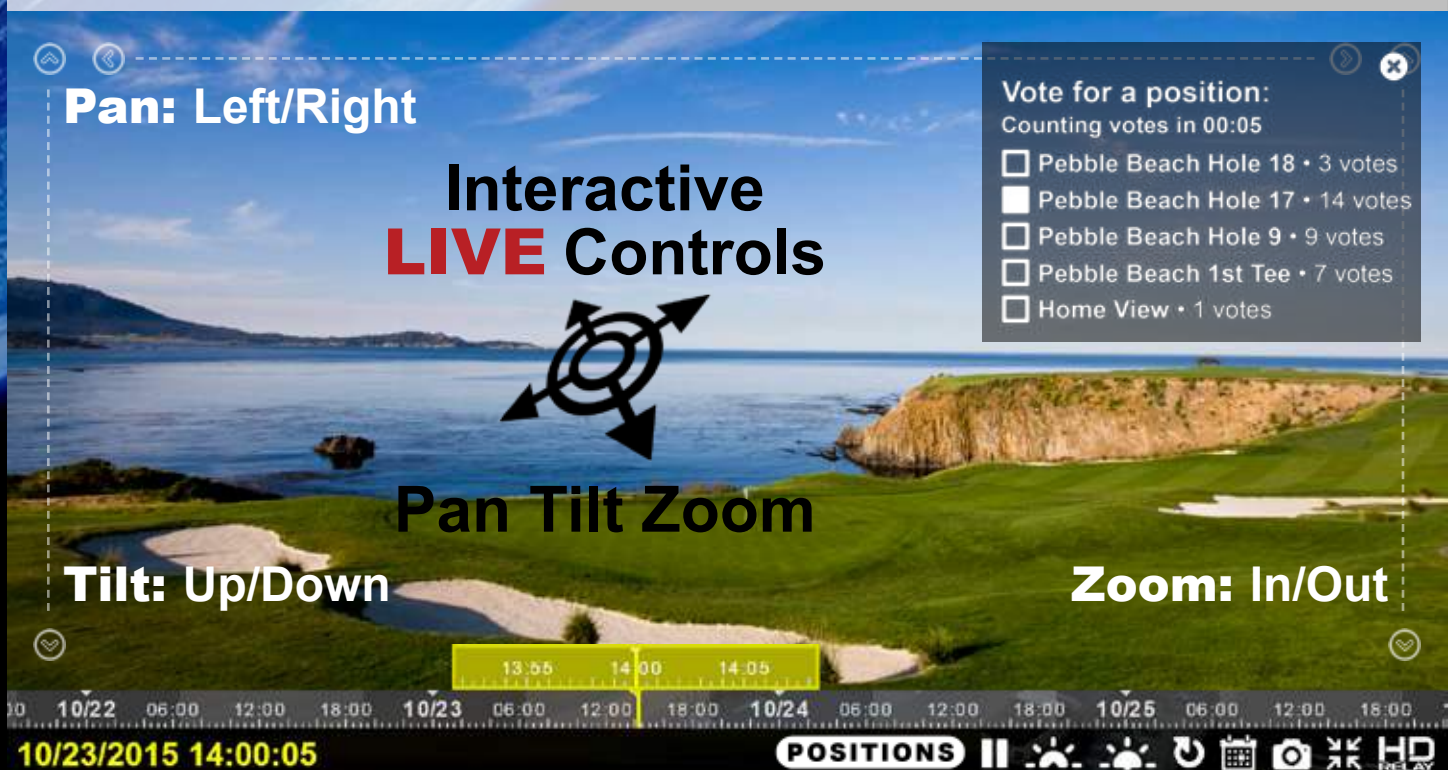 Pan: Left/Right
Interactive
LIVE Controls
Pan Tilt Zoom
Tilt: Up/Down
Zoom: In/Out
Vote for a position:
Counting votes in 00:05
Pebble Beach Hole 18 • 3 votes
Pebble Beach Hole 17 • 14 votes
Pebble Beach Hole 9 • 9 votes
Pebble Beach 1st Tee • 7 votes
Home View • 1 votes
13:55 14:00 14:05
10/22 06:00 12:00 18:00 10/23 06:00 12:00 18:00 10/24 06:00 12:00 18:00 10/25 06:00 12:00 18:00
10/23/2015 14:00:05
POSITIONS
HD
RELAY